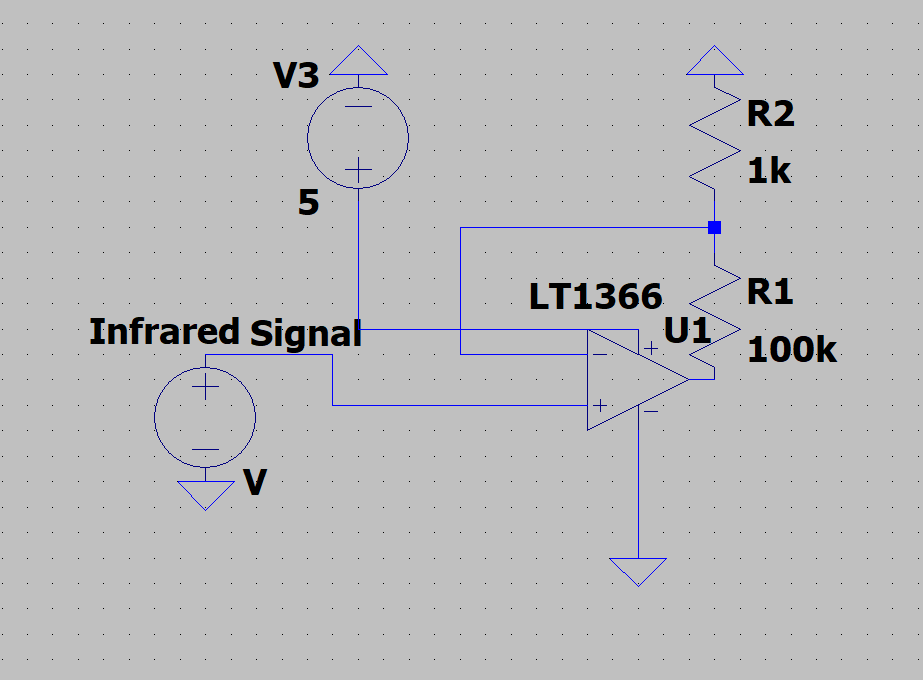 V3
R2
1k
5
LT1366
R1
Infrared Signal
U1
100k
V